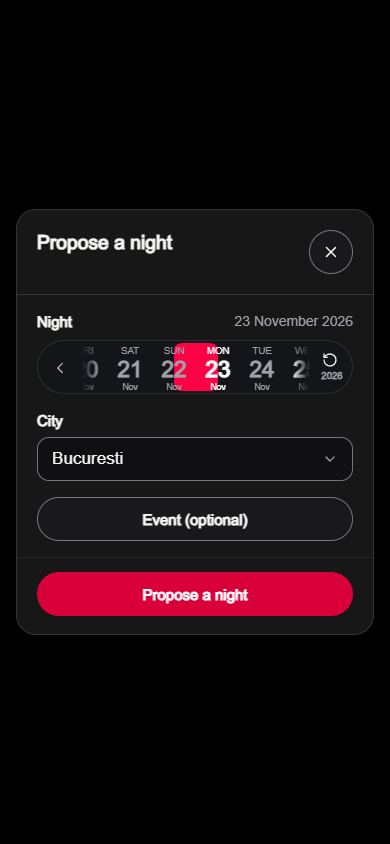 Propose a night
Night 23 November 2026
SAT SUN MON TUE
21 22 23 24 2026
Nov Nov Nov Nov
City
Bucuresti
Event (optional)
Propose a night